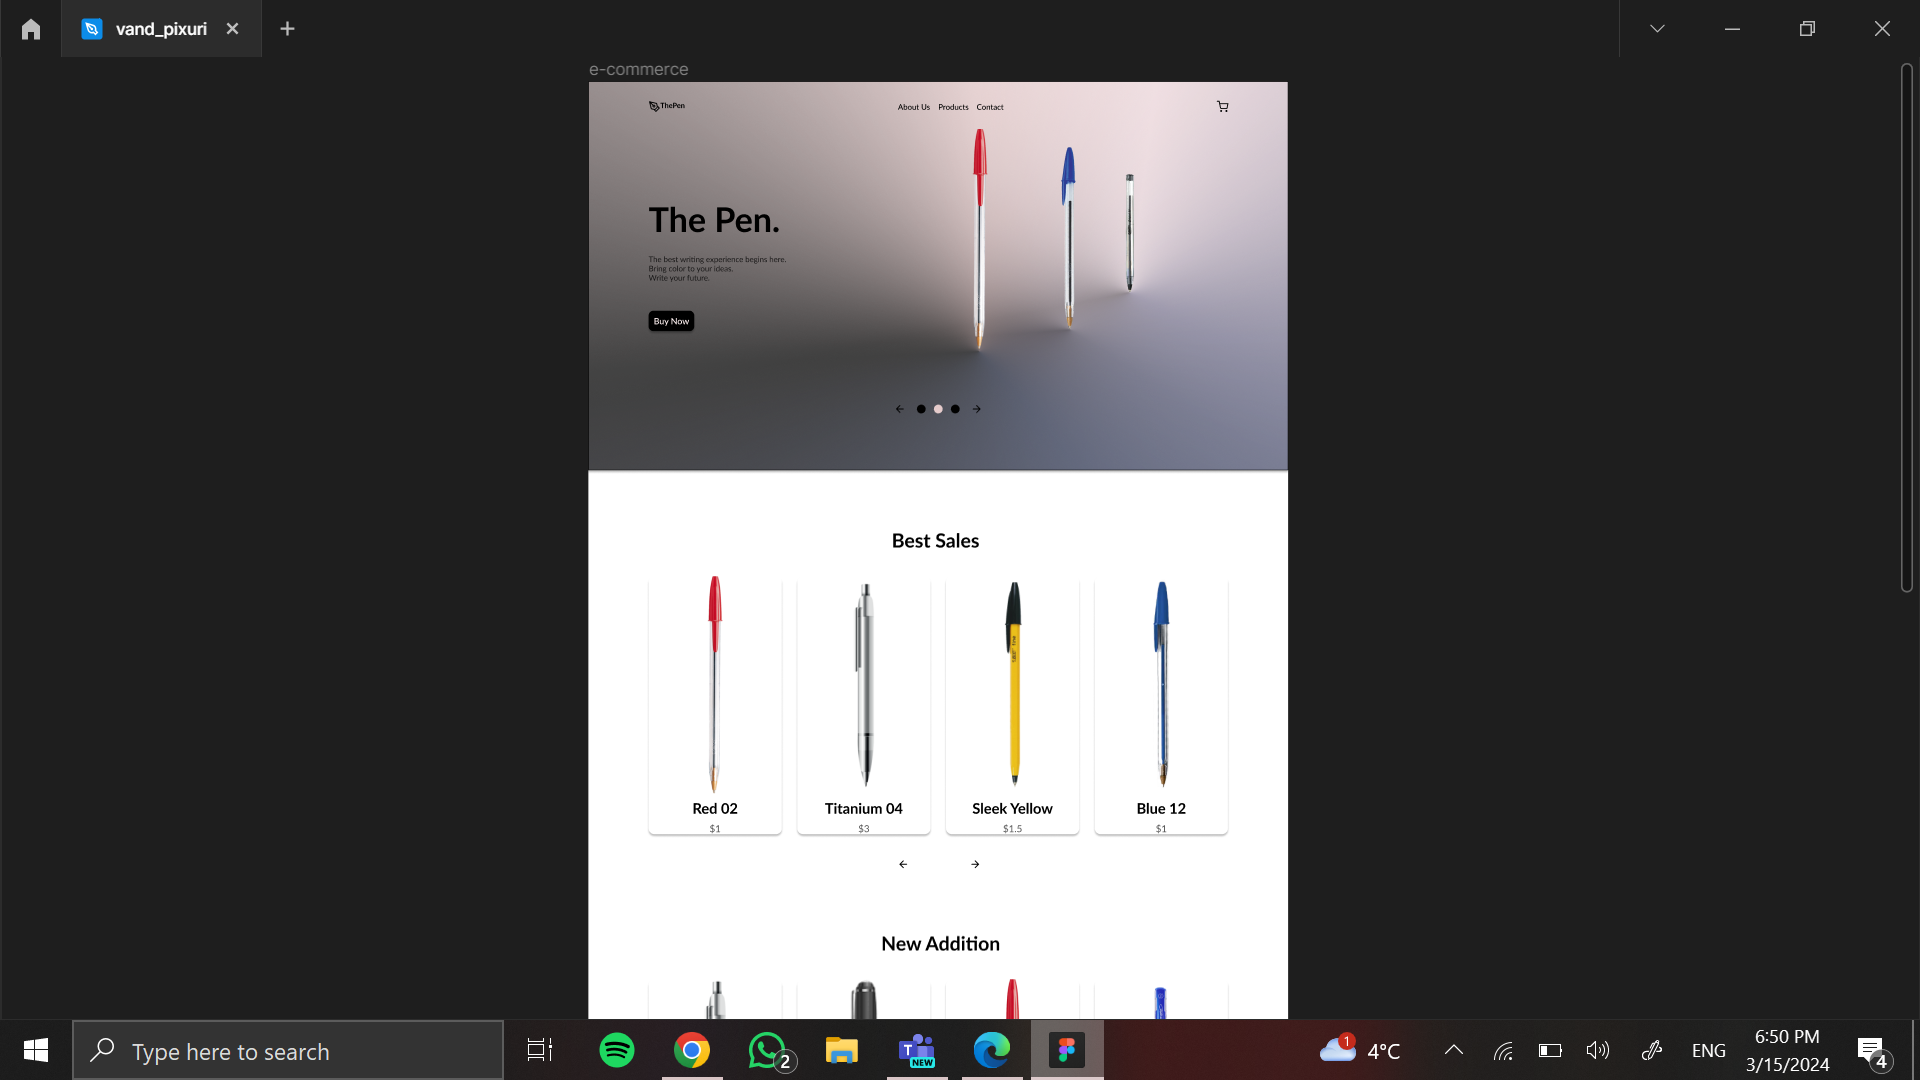 vand_pixuri
e-commerce
ThePen
About Us Products Contact
The Pen.
The best writing experience begins here.
Bring color to your ideas.
Write your future.
Buy Now
Best Sales
Red 02
$1
Titanium 04
$3
Sleek Yellow
$1.5
Blue 12
$1
New Addition
Type here to search
2
T
NEW
1
4°C
ENG
6:50 PM
3/15/2024
4